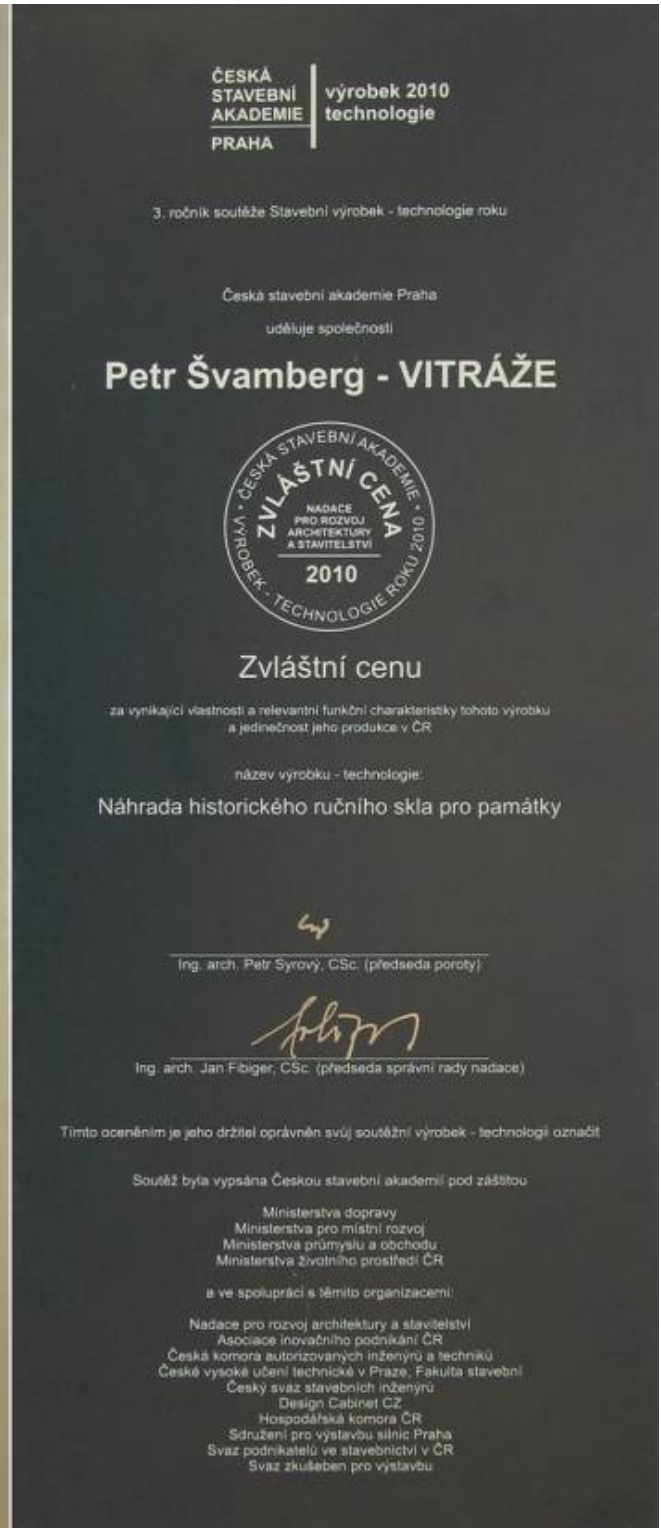 ČESKÁ
STAVEBNÍ
AKADEMIE
PRAHA
výrobek 2010
technologie
3. ročník soutěže Stavební výrobek - technologie roku
Česká stavební akademie Praha
uděluje společnosti
Petr Švamberg - VITRÁŽE
• ČESKÁ STAVEBNÍ AKADEMIE •
ZVLÁŠTNÍ CENA
NADACE
PRO ROZVOJ
ARCHITEKTURY
A STAVITELSTVÍ
2010
VÝROBEK - TECHNOLOGIE ROKU 2010
Zvláštní cenu
za vynikající vlastnosti a relevantní funkční charakteristiky tohoto výrobku
a jedinečnost jeho produkce v ČR
název výrobku - technologie:
Náhrada historického ručního skla pro památky
Ing. arch. Petr Syrový, CSc. (předseda poroty)
Ing. arch. Jan Fibiger, CSc. (předseda správní rady nadace)
Tímto oceněním je jeho držitel oprávněn svůj soutěžní výrobek - technologii označit
Soutěž byla vypsána Českou stavební akademií pod záštitou
Ministerstva dopravy
Ministerstva pro místní rozvoj
Ministerstva průmyslu a obchodu
Ministerstva životního prostředí ČR
a ve spolupráci s těmito organizacemi:
Nadace pro rozvoj architektury a stavitelství
Asociace inovačního podnikání ČR
Česká komora autorizovaných inženýrů a techniků
České vysoké učení technické v Praze, Fakulta stavební
Český svaz stavebních inženýrů
Design Cabinet CZ
Hospodářská komora ČR
Sdružení pro výstavbu silnic Praha
Svaz podnikatelů ve stavebnictví v ČR
Svaz zkušeben pro výstavbu